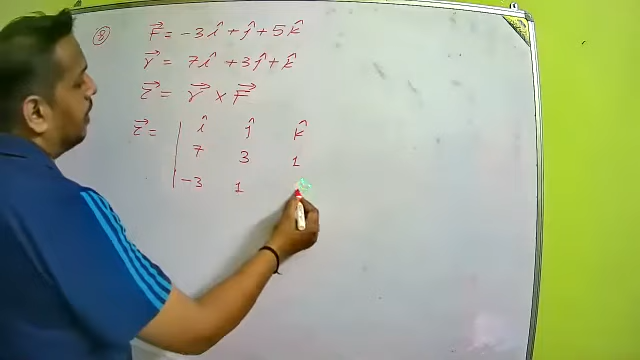 (8) F⃗ = -3î + ĵ + 5k̂
r⃗ = 7î + 3ĵ + k̂
τ⃗ = r⃗ × F⃗
τ⃗ = | î ĵ k̂
7 3 1
-3 1